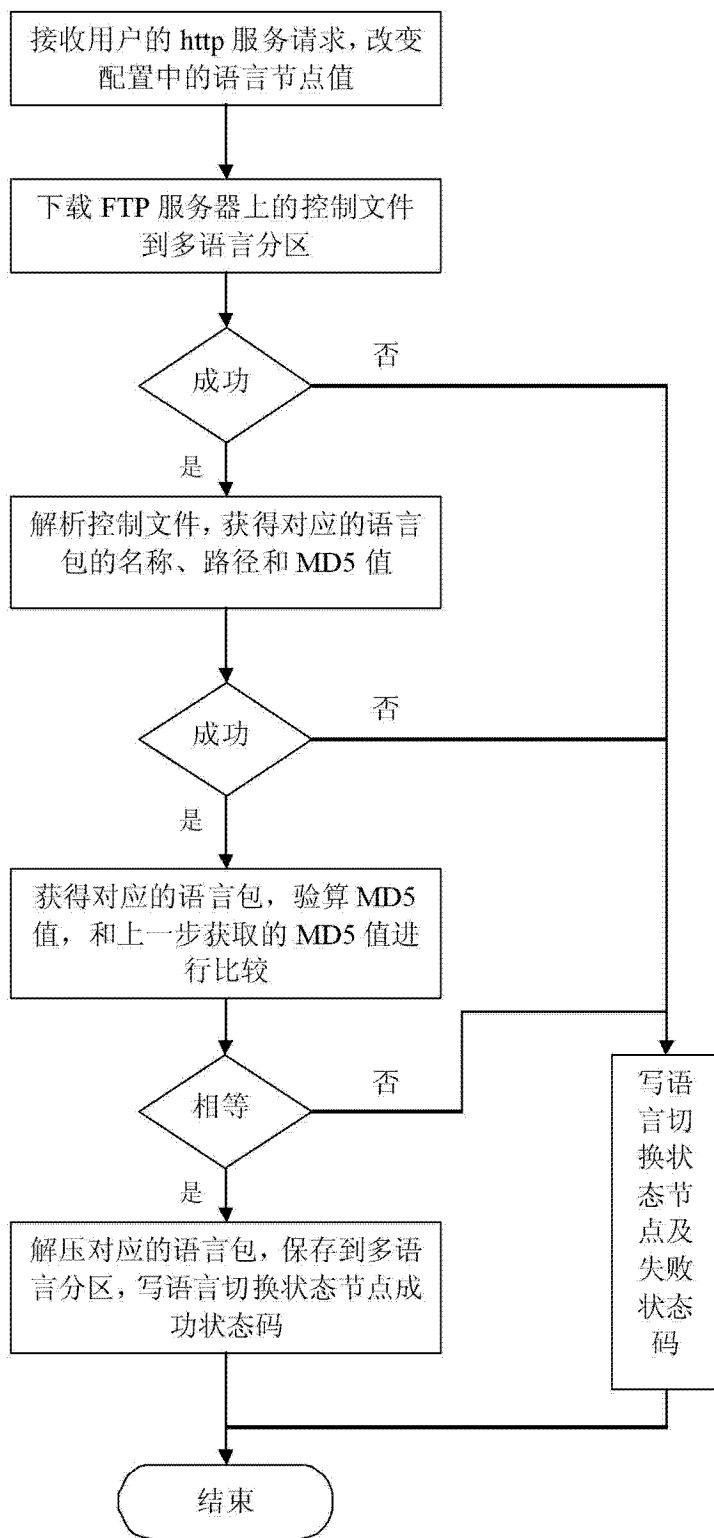 接收用户的 http 服务请求，改变
配置中的语言节点值
下载 FTP 服务器上的控制文件
到多语言分区
成功
否
是
解析控制文件，获得对应的语言
包的名称、路径和 MD5 值
成功
否
是
获得对应的语言包，验算 MD5
值，和上一步获取的 MD5 值进
行比较
相等
否
是
解压对应的语言包，保存到多语
言分区，写语言切换状态节点成
功状态码
写语
言切
换状
态节
点及
失败
状态
码
结束